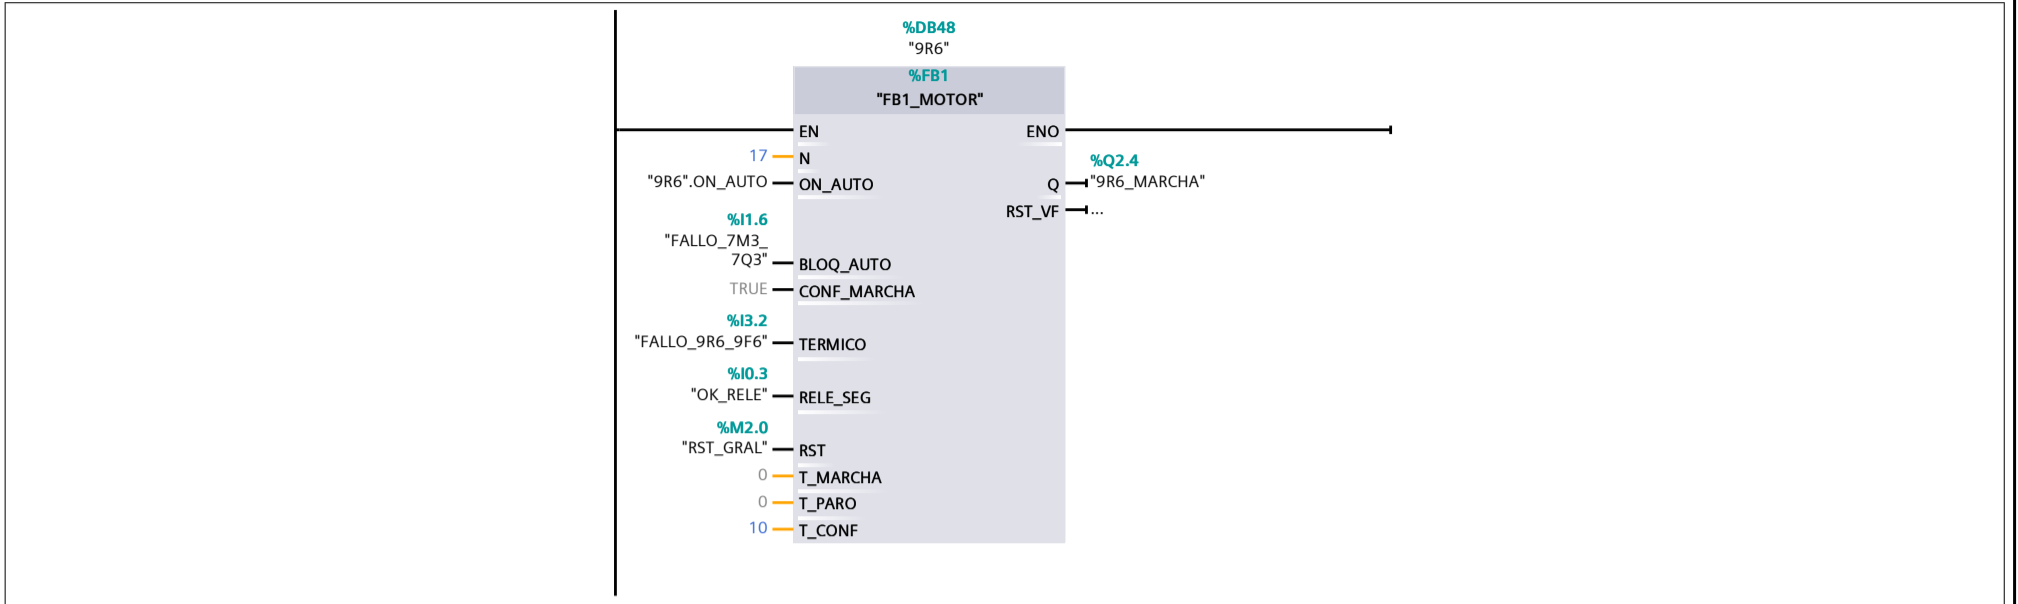 %DB48
"9R6"
%FB1
"FB1_MOTOR"
EN
ENO
17
N
%Q2.4
"9R6".ON_AUTO
ON_AUTO
Q
"9R6_MARCHA"
RST_VF
...
%I1.6
"FALLO_7M3_
7Q3"
BLOQ_AUTO
TRUE
CONF_MARCHA
%I3.2
"FALLO_9R6_9F6"
TERMICO
%I0.3
"OK_RELE"
RELE_SEG
%M2.0
"RST_GRAL"
RST
0
T_MARCHA
0
T_PARO
10
T_CONF